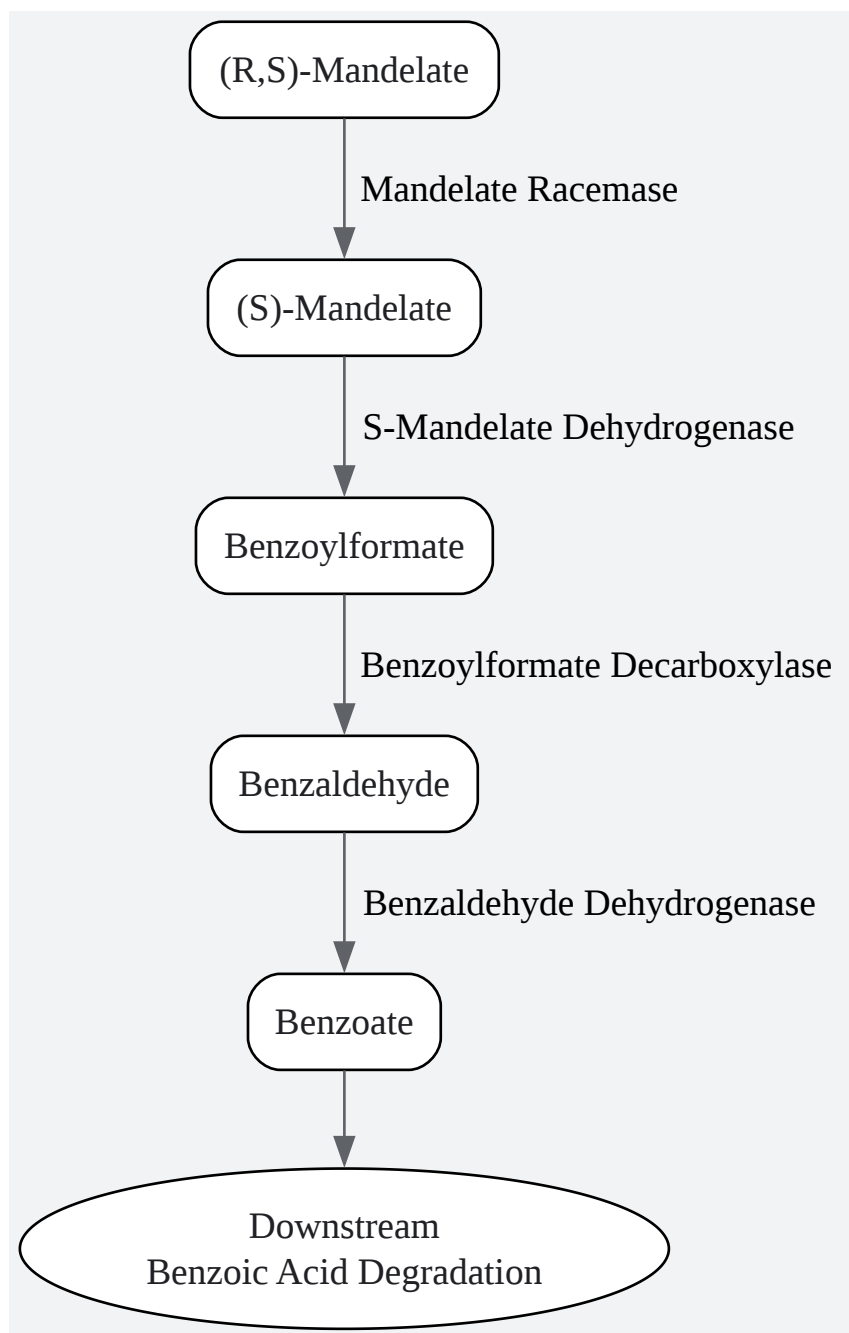 (R,S)-Mandelate
Mandelate Racemase
(S)-Mandelate
S-Mandelate Dehydrogenase
Benzoylformate
Benzoylformate Decarboxylase
Benzaldehyde
Benzaldehyde Dehydrogenase
Benzoate
Downstream
Benzoic Acid Degradation